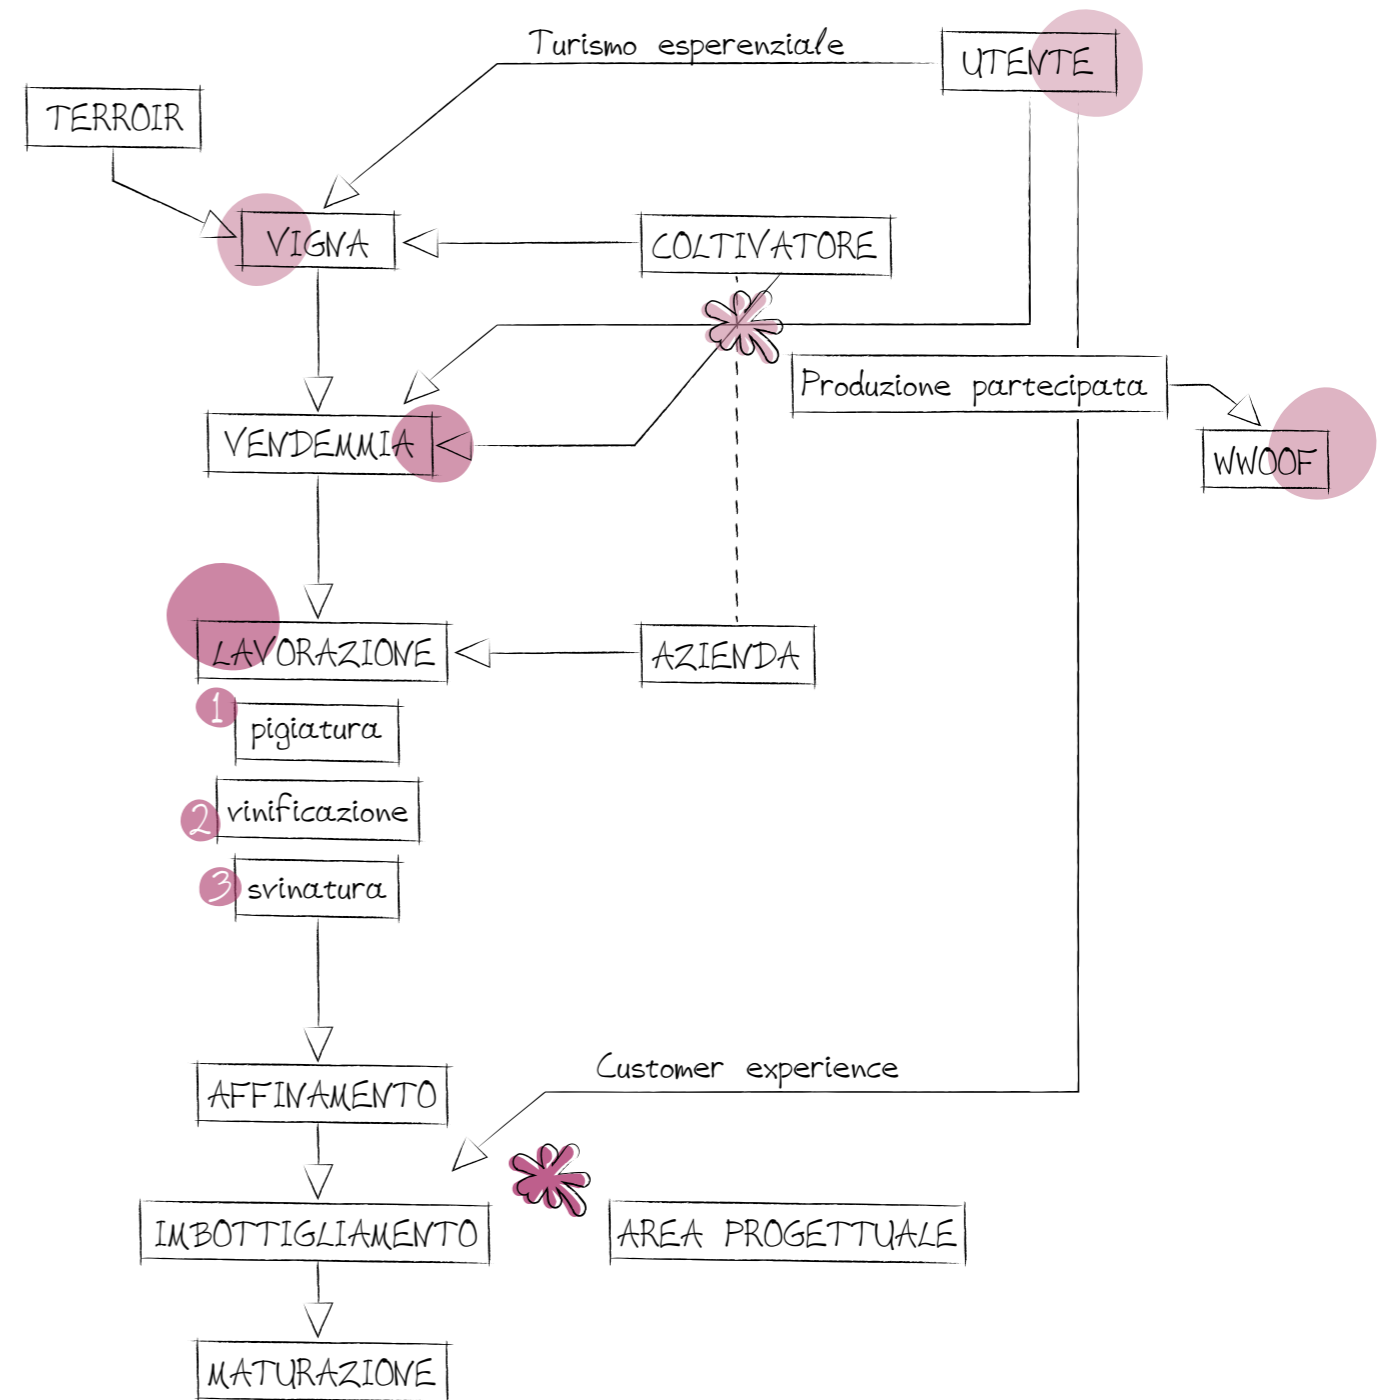 Turismo esperenziale
UTENTE
TERROIR
VIGNA
COLTIVATORE
Produzione partecipata
VENDEMMIA
WWOOF
LAVORAZIONE
AZIENDA
1
pigiatura
2
vinificazione
3
svinatura
Customer experience
AFFINAMENTO
IMBOTTIGLIAMENTO
AREA PROGETTUALE
MATURAZIONE